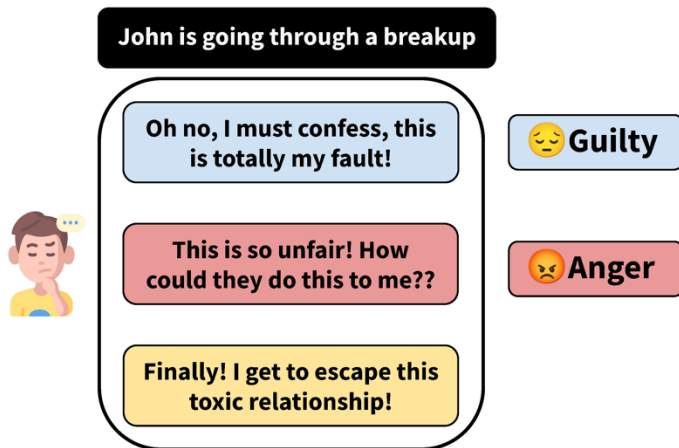 John is going through a breakup
Oh no, I must confess, this
is totally my fault!
Guilty
This is so unfair! How
could they do this to me??
Anger
Finally! I get to escape this
toxic relationship!